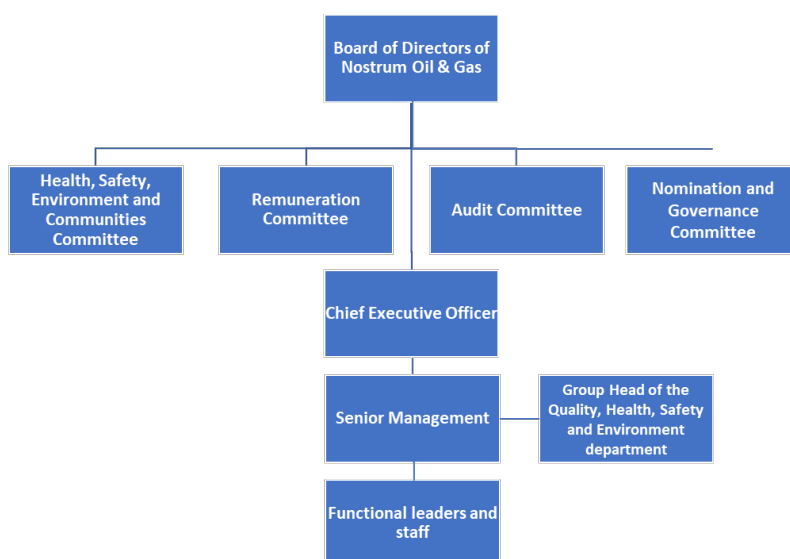 Board of Directors of
Nostrum Oil & Gas
Health, Safety,
Environment and
Communities
Committee
Remuneration
Committee
Audit Committee
Nomination and
Governance
Committee
Chief Executive Officer
Senior Management
Group Head of the
Quality, Health, Safety
and Environment
department
Functional leaders and
staff